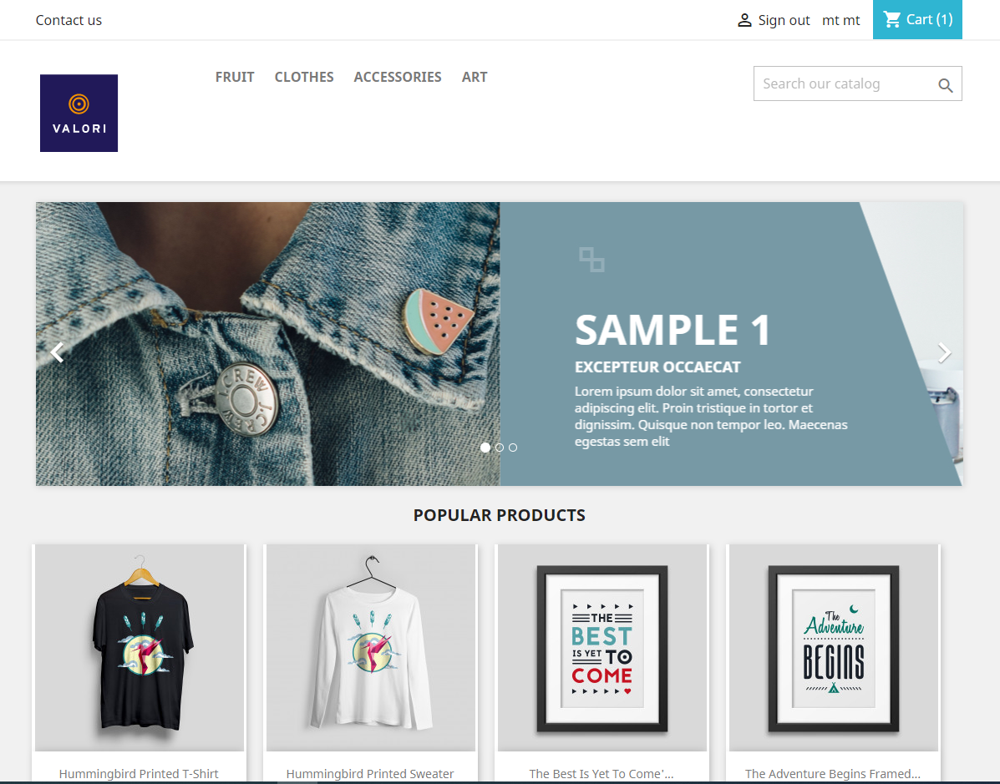 Contact us
Sign out
mt mt
Cart (1)
VALORI
FRUIT
CLOTHES
ACCESSORIES
ART
Search our catalog
J.CREW J.CREW
SAMPLE 1
EXCEPTEUR OCCAECAT
Lorem ipsum dolor sit amet, consectetur
adipiscing elit. Proin tristique in tortor et
dignissim. Quisque non tempor leo. Maecenas
egestas sem elit
POPULAR PRODUCTS
THE
BEST
IS YET TO
COME
The
Adventure
BEGINS
Hummingbird Printed T-Shirt
Hummingbird Printed Sweater
The Best Is Yet To Come'...
The Adventure Begins Framed...